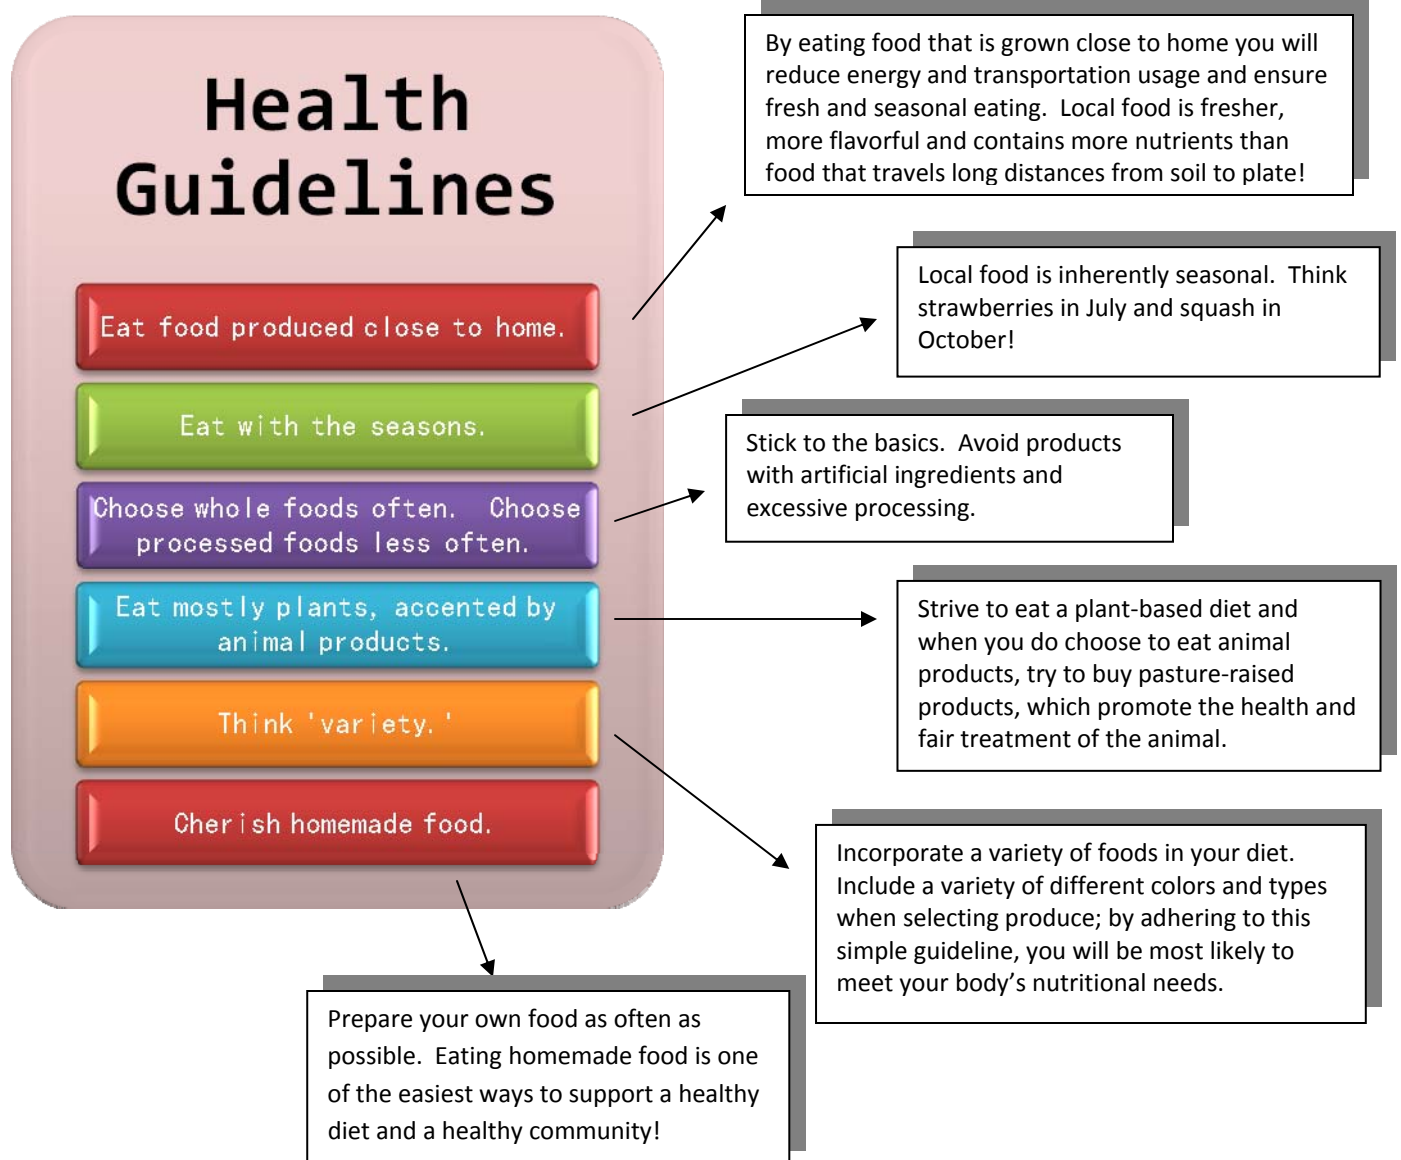 Health
Guidelines
Eat food produced close to home.
Eat with the seasons.
Choose whole foods often.  Choose
processed foods less often.
Eat mostly plants, accented by
animal products.
Think 'variety.'
Cherish homemade food.
By eating food that is grown close to home you will
reduce energy and transportation usage and ensure
fresh and seasonal eating.  Local food is fresher,
more flavorful and contains more nutrients than
food that travels long distances from soil to plate!
Local food is inherently seasonal.  Think
strawberries in July and squash in
October!
Stick to the basics.  Avoid products
with artificial ingredients and
excessive processing.
Strive to eat a plant-based diet and
when you do choose to eat animal
products, try to buy pasture-raised
products, which promote the health and
fair treatment of the animal.
Incorporate a variety of foods in your diet.
Include a variety of different colors and types
when selecting produce; by adhering to this
simple guideline, you will be most likely to
meet your body’s nutritional needs.
Prepare your own food as often as
possible.  Eating homemade food is one
of the easiest ways to support a healthy
diet and a healthy community!